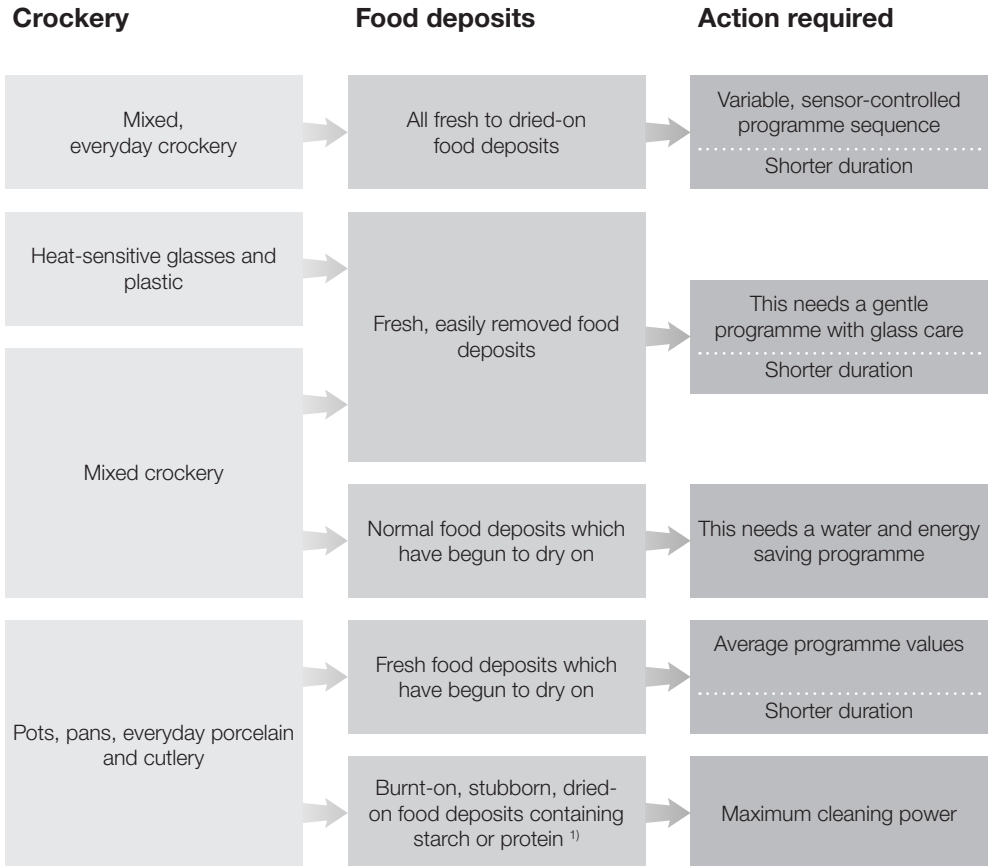 Crockery
Food deposits
Action required
Mixed,
everyday crockery
All fresh to dried-on
food deposits
Variable, sensor-controlled
programme sequence
Shorter duration
Heat-sensitive glasses and
plastic
Fresh, easily removed food
deposits
This needs a gentle
programme with glass care
Shorter duration
Mixed crockery
Normal food deposits which
have begun to dry on
This needs a water and energy
saving programme
Pots, pans, everyday porcelain
and cutlery
Fresh food deposits which
have begun to dry on
Average programme values
Shorter duration
Burnt-on, stubborn, dried-
on food deposits containing
starch or protein 1)
Maximum cleaning power